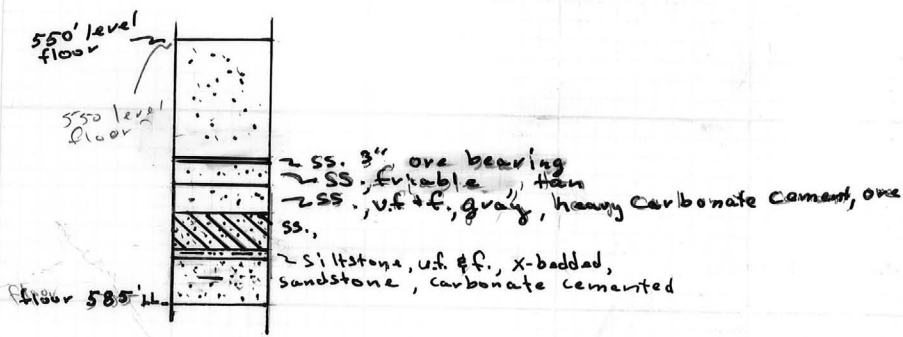 550' level
floor
550 level
floor
~ ss. 3", ore bearing
~ ss., friable, tan
~ ss., v.f & f., gray, heavy carbonate cement, ore
ss.,
~ siltstone, v.f. & f., x-bedded,
sandstone, carbonate cemented
floor 585'